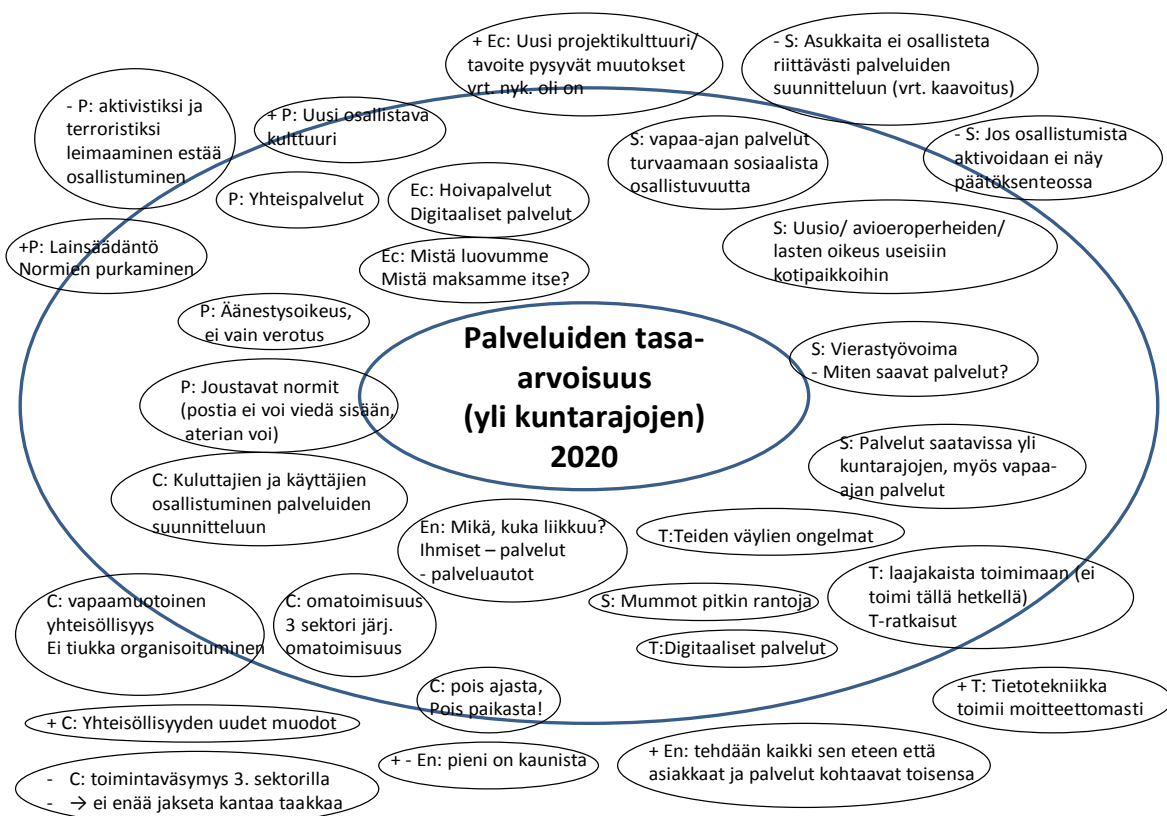 + Ec: Uusi projektikulttuuri/
tavoite pysyvät muutokset
vrt. nyk. oli on
- S: Asukkaita ei osallisteta
riittävästi palveluiden
suunnitteluun (vrt. kaavoitus)
- P: aktivistiksi ja
terroristiksi
leimaaminen estää
osallistuminen
+ P: Uusi osallistava
kulttuuri
S: vapaa-ajan palvelut
turvaamaan sosiaalista
osallistuvuutta
- S: Jos osallistumista
aktivoidaan ei näy
päätöksenteossa
P: Yhteispalvelut
Ec: Hoivapalvelut
Digitaaliset palvelut
+P: Lainsäädäntö
Normien purkaminen
Ec: Mistä luovumme
Mistä maksamme itse?
S: Uusio/ avioeroperheiden/
lasten oikeus useisiin
kotipaikkoihin
P: Äänestysoikeus,
ei vain verotus
Palveluiden tasa-
arvoisuus
(yli kuntarajojen)
2020
S: Vierastyövoima
- Miten saavat palvelut?
P: Joustavat normit
(postia ei voi viedä sisään,
aterian voi)
S: Palvelut saatavissa yli
kuntarajojen, myös vapaa-
ajan palvelut
C: Kuluttajien ja käyttäjien
osallistuminen palveluiden
suunnitteluun
En: Mikä, kuka liikkuu?
Ihmiset – palvelut
- palveluautot
T:Teiden väylien ongelmat
T: laajakaista toimimaan (ei
toimi tällä hetkellä)
T-ratkaisut
C: vapaamuotoinen
yhteisöllisyys
Ei tiukka organisoituminen
C: omatoimisuus
3 sektori järj.
omatoimisuus
S: Mummot pitkin rantoja
T:Digitaaliset palvelut
C: pois ajasta,
Pois paikasta!
+ T: Tietotekniikka
toimii moitteettomasti
+ C: Yhteisöllisyyden uudet muodot
+ - En: pieni on kaunista
+ En: tehdään kaikki sen eteen että
asiakkaat ja palvelut kohtaavat toisensa
- C: toimintaväsymys 3. sektorilla
- → ei enää jakseta kantaa taakkaa